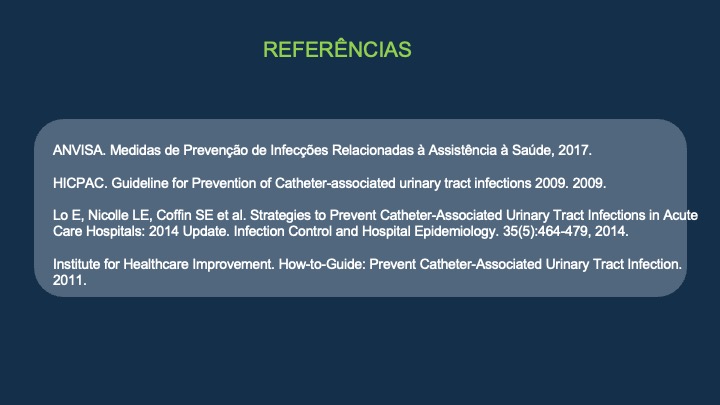 REFERÊNCIAS
ANVISA. Medidas de Prevenção de Infecções Relacionadas à Assistência à Saúde, 2017.
HICPAC. Guideline for Prevention of Catheter-associated urinary tract infections 2009. 2009.
Lo E, Nicolle LE, Coffin SE et al. Strategies to Prevent Catheter-Associated Urinary Tract Infections in Acute
Care Hospitals: 2014 Update. Infection Control and Hospital Epidemiology. 35(5):464-479, 2014.
Institute for Healthcare Improvement. How-to-Guide: Prevent Catheter-Associated Urinary Tract Infection.
2011.